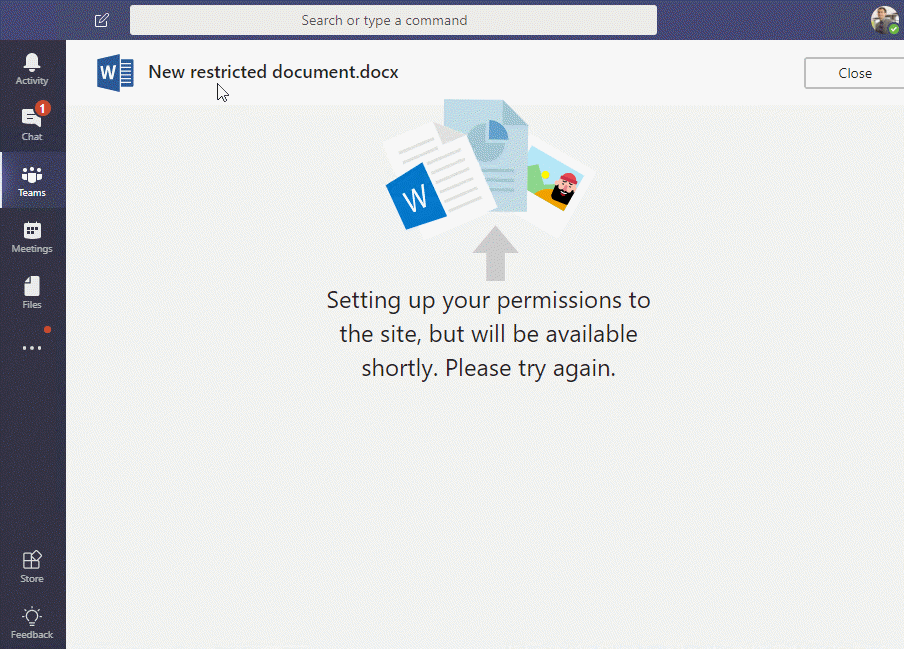 Search or type a command
Activity
1
Chat
Teams
Meetings
Files
Store
Feedback
W
New restricted document.docx
Close
W
Setting up your permissions to
the site, but will be available
shortly. Please try again.